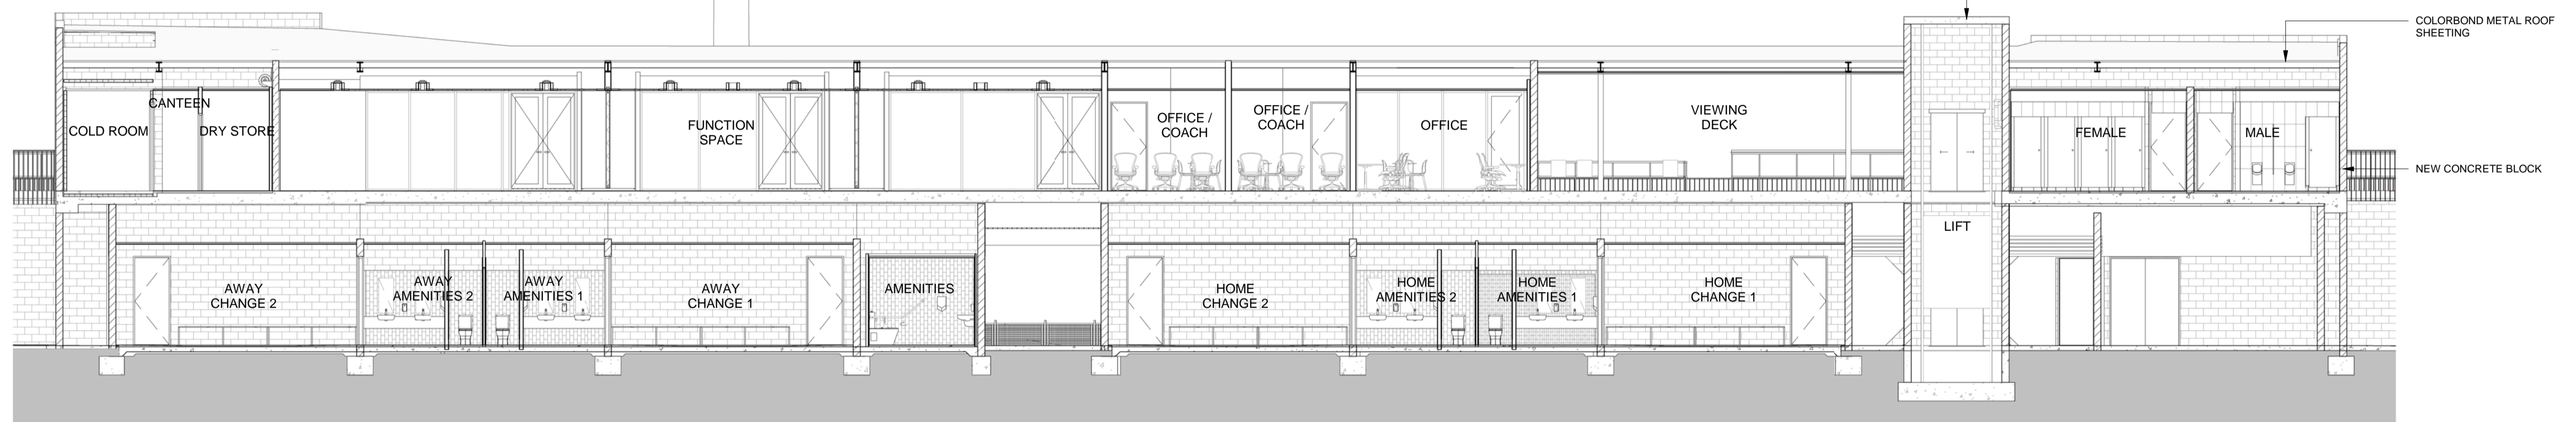 COLORBOND METAL ROOF
SHEETING
CANTEEN
COLD ROOM
DRY STORE
FUNCTION
SPACE
OFFICE /
COACH
OFFICE /
COACH
OFFICE
VIEWING
DECK
FEMALE
MALE
NEW CONCRETE BLOCK
LIFT
AWAY
CHANGE 2
AWAY
AMENITIES 2
AWAY
AMENITIES 1
AWAY
CHANGE 1
AMENITIES
HOME
CHANGE 2
HOME
AMENITIES 2
HOME
AMENITIES 1
HOME
CHANGE 1